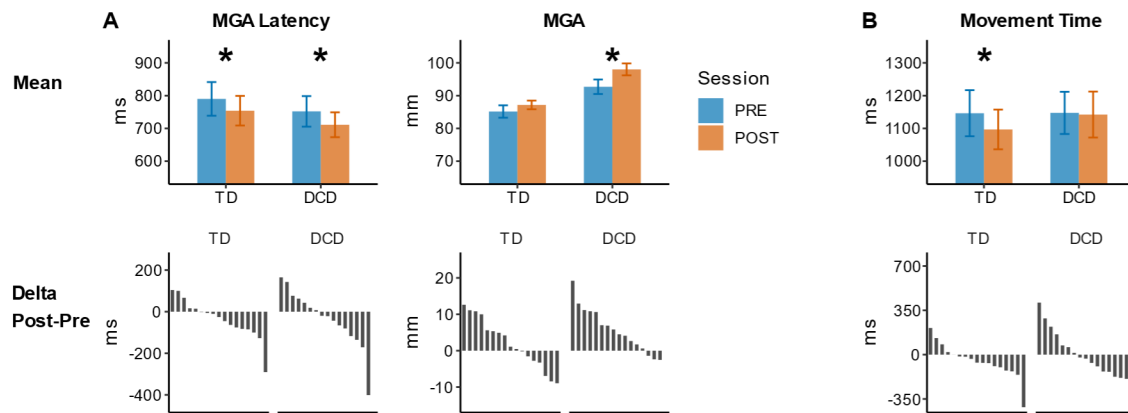 A
MGA Latency
MGA
B
Movement Time
Mean
ms
900
800
700
600
*
*
TD
DCD
mm
100
90
80
70
*
TD
DCD
Session
PRE
POST
ms
1300
1200
1100
1000
*
TD
DCD
Delta
Post-Pre
TD
DCD
ms
200
0
-200
-400
TD
DCD
mm
20
10
0
-10
TD
DCD
ms
700
350
0
-350